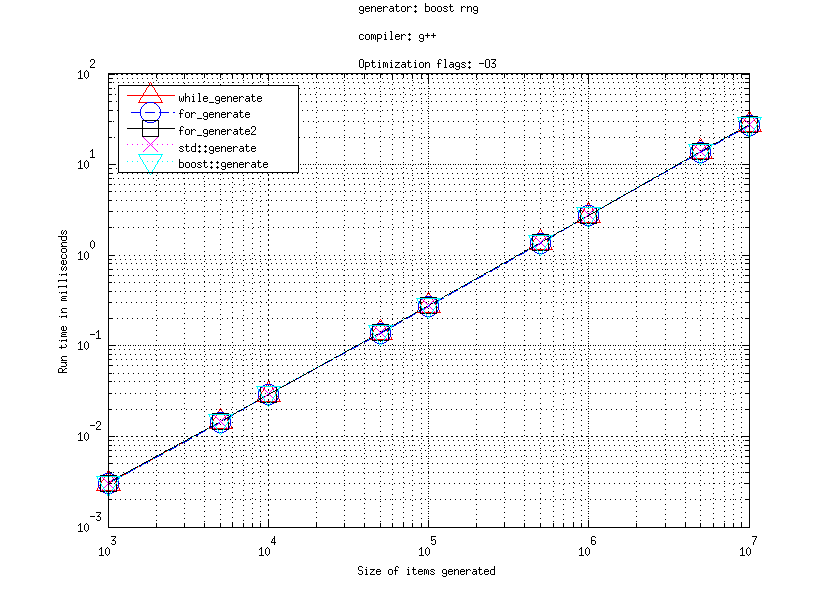 generator: boost rng
compiler: g++
Optimization flags: -O3
while_generate
for_generate
for_generate2
std::generate
boost::generate
Run time in milliseconds
10^2
10^1
10^0
10^-1
10^-2
10^-3
10^3 10^4 10^5 10^6 10^7
Size of items generated